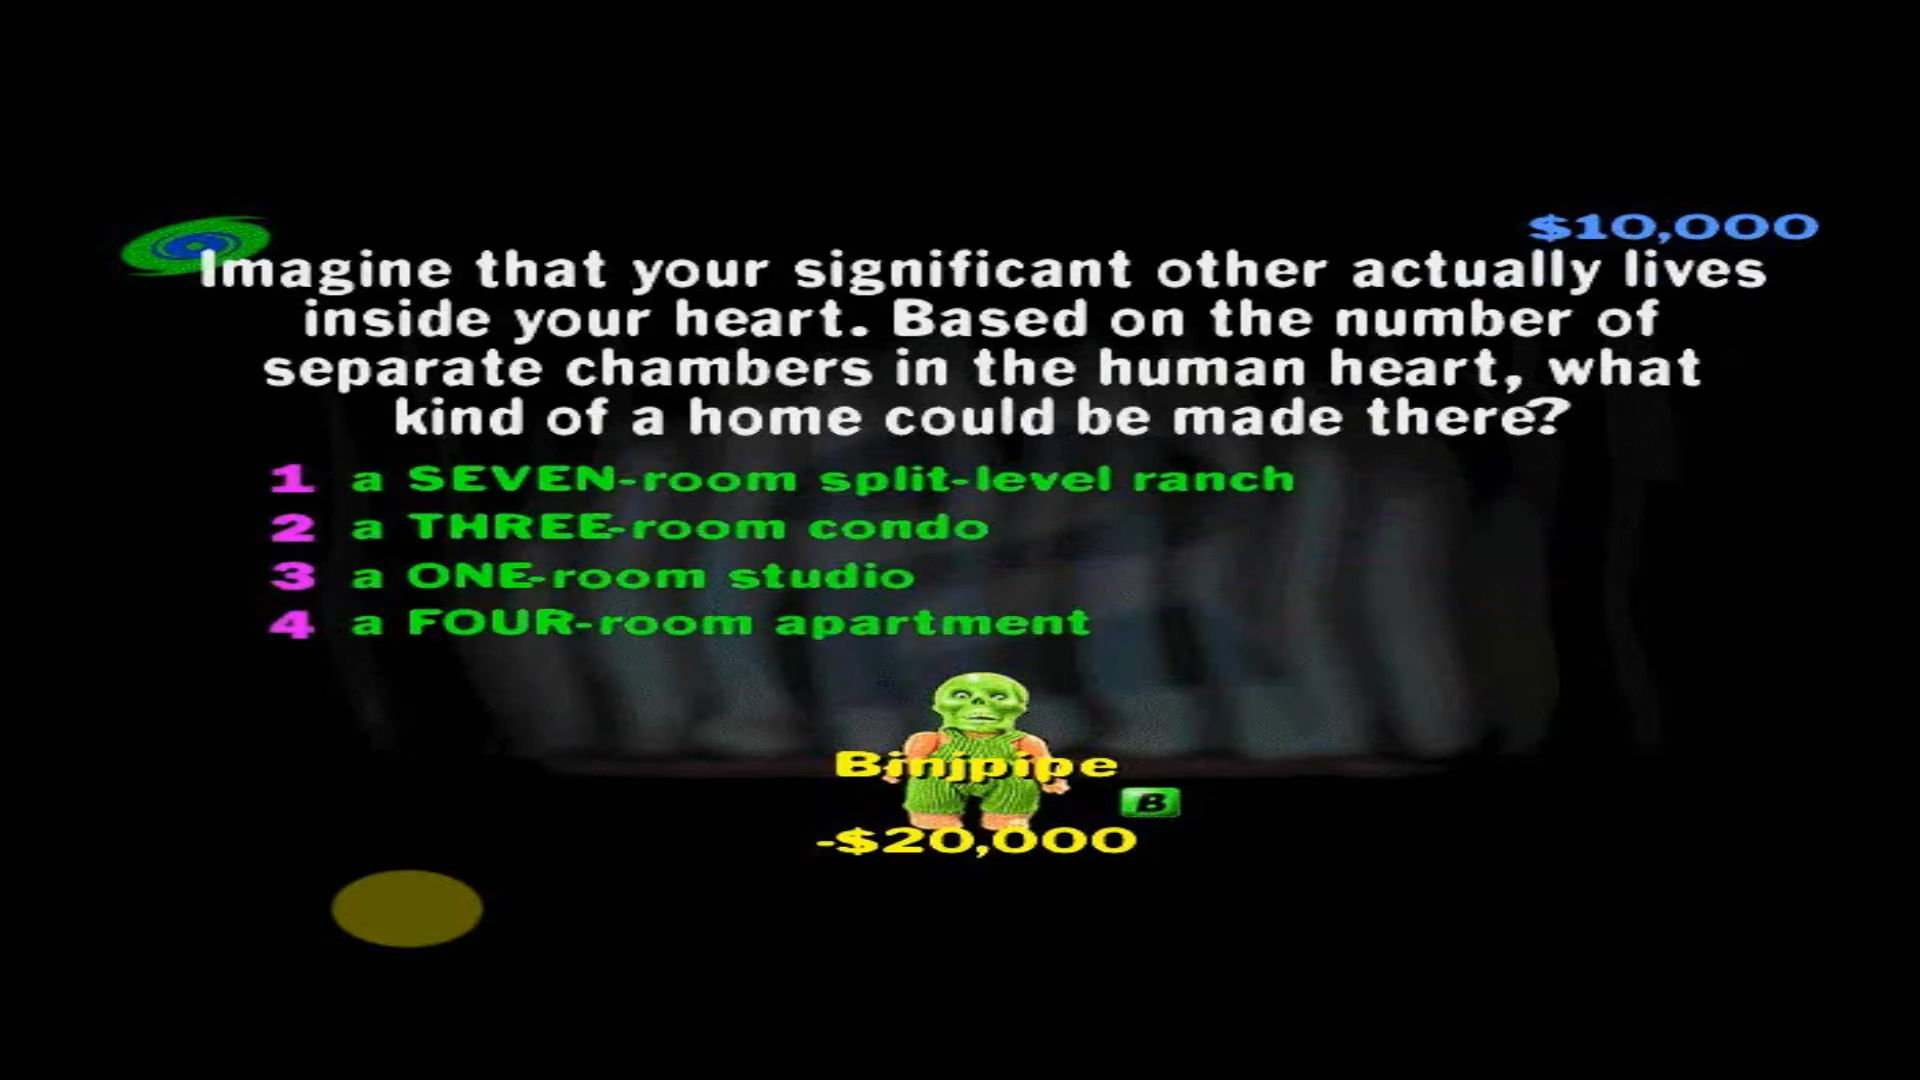 $10,000
Imagine that your significant other actually lives
inside your heart. Based on the number of
separate chambers in the human heart, what
kind of a home could be made there?
1 a SEVEN-room split-level ranch
2 a THREE-room condo
3 a ONE-room studio
4 a FOUR-room apartment
Binjpipe
B
-$20,000